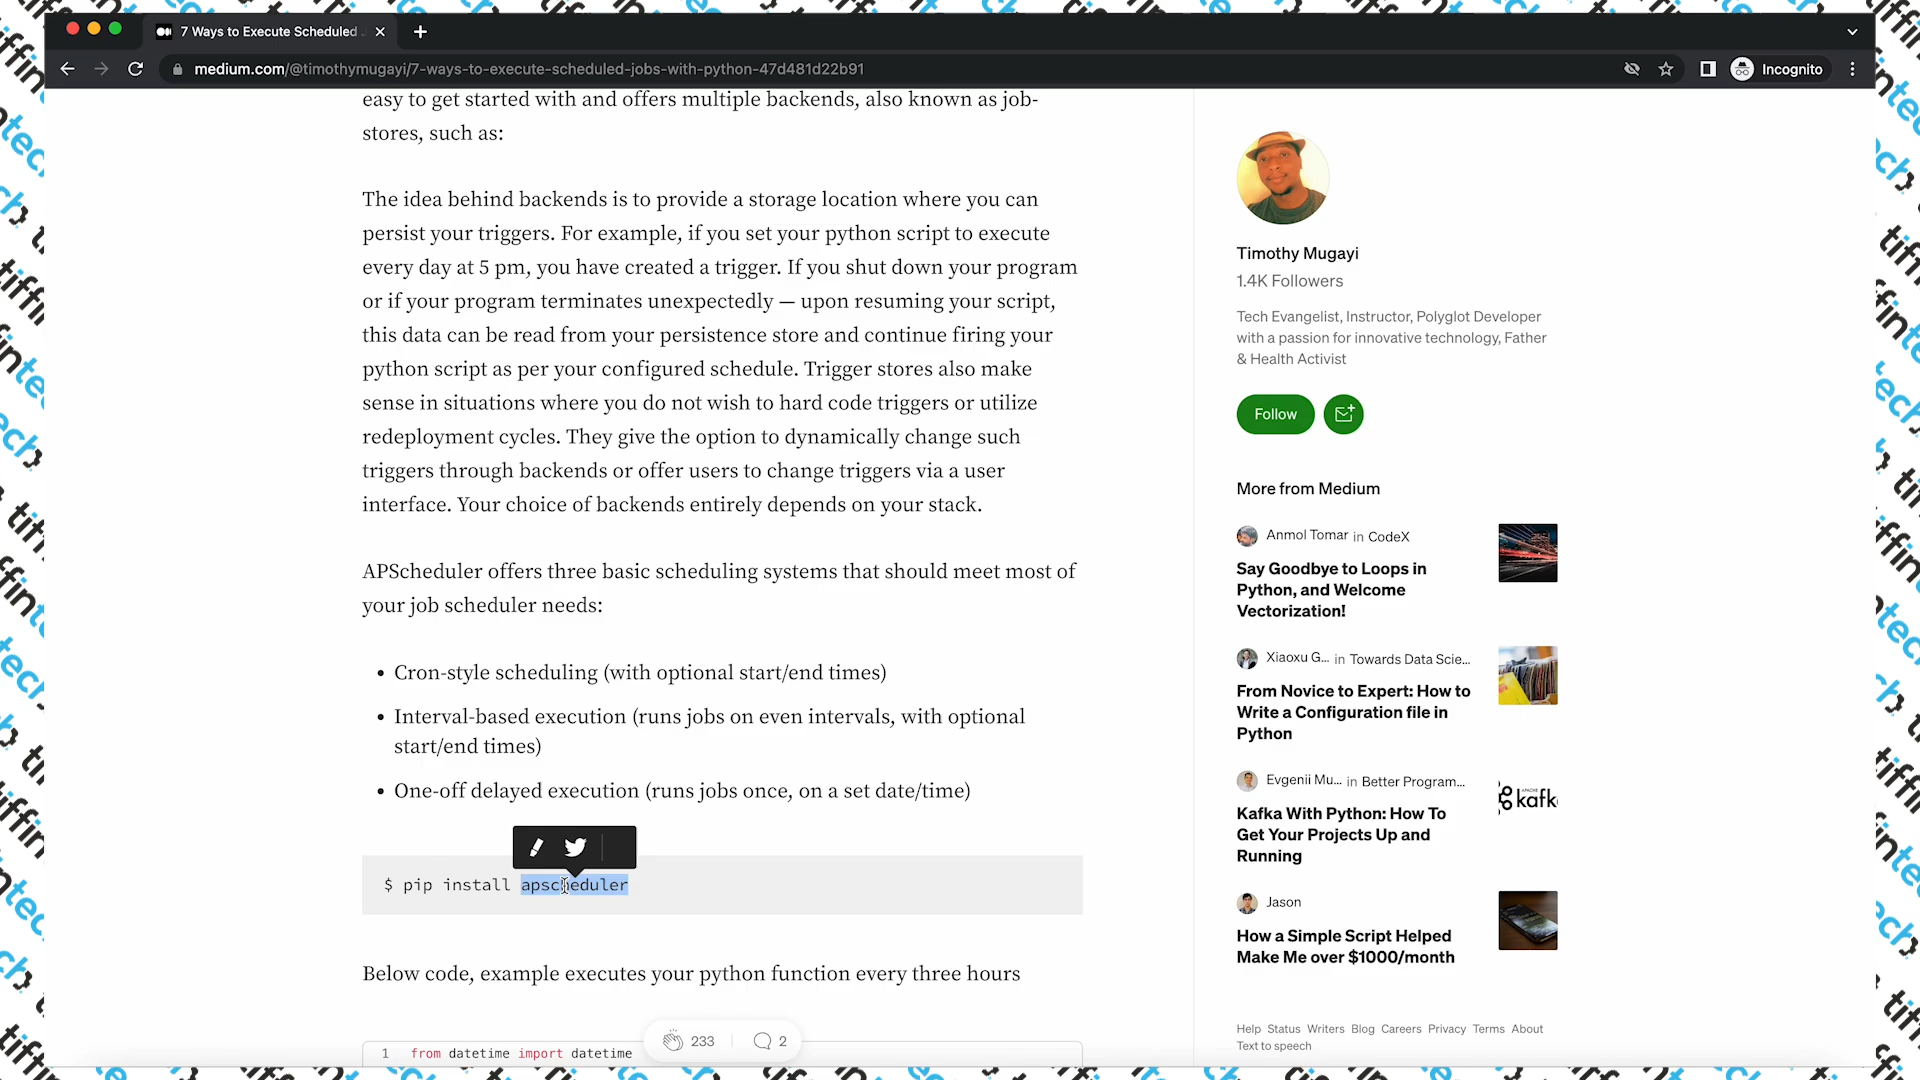 7 Ways to Execute Scheduled
medium.com/@timothymugayi/7-ways-to-execute-scheduled-jobs-with-python-47d481d22b91
Incognito
easy to get started with and offers multiple backends, also known as job-
stores, such as:
The idea behind backends is to provide a storage location where you can
persist your triggers. For example, if you set your python script to execute
every day at 5 pm, you have created a trigger. If you shut down your program
or if your program terminates unexpectedly — upon resuming your script,
this data can be read from your persistence store and continue firing your
python script as per your configured schedule. Trigger stores also make
sense in situations where you do not wish to hard code triggers or utilize
redeployment cycles. They give the option to dynamically change such
triggers through backends or offer users to change triggers via a user
interface. Your choice of backends entirely depends on your stack.
APScheduler offers three basic scheduling systems that should meet most of
your job scheduler needs:
• Cron-style scheduling (with optional start/end times)
• Interval-based execution (runs jobs on even intervals, with optional
start/end times)
• One-off delayed execution (runs jobs once, on a set date/time)
$ pip install apscheduler
Below code, example executes your python function every three hours
1 from datetime import datetime
233
2
Timothy Mugayi
1.4K Followers
Tech Evangelist, Instructor, Polyglot Developer
with a passion for innovative technology, Father
& Health Activist
Follow
More from Medium
Anmol Tomar in CodeX
Say Goodbye to Loops in
Python, and Welcome
Vectorization!
Xiaoxu G... in Towards Data Scie...
From Novice to Expert: How to
Write a Configuration file in
Python
Evgenii Mu... in Better Program...
Kafka With Python: How To
Get Your Projects Up and
Running
APACHE
kafk
Jason
How a Simple Script Helped
Make Me over $1000/month
Help Status Writers Blog Careers Privacy Terms About
Text to speech